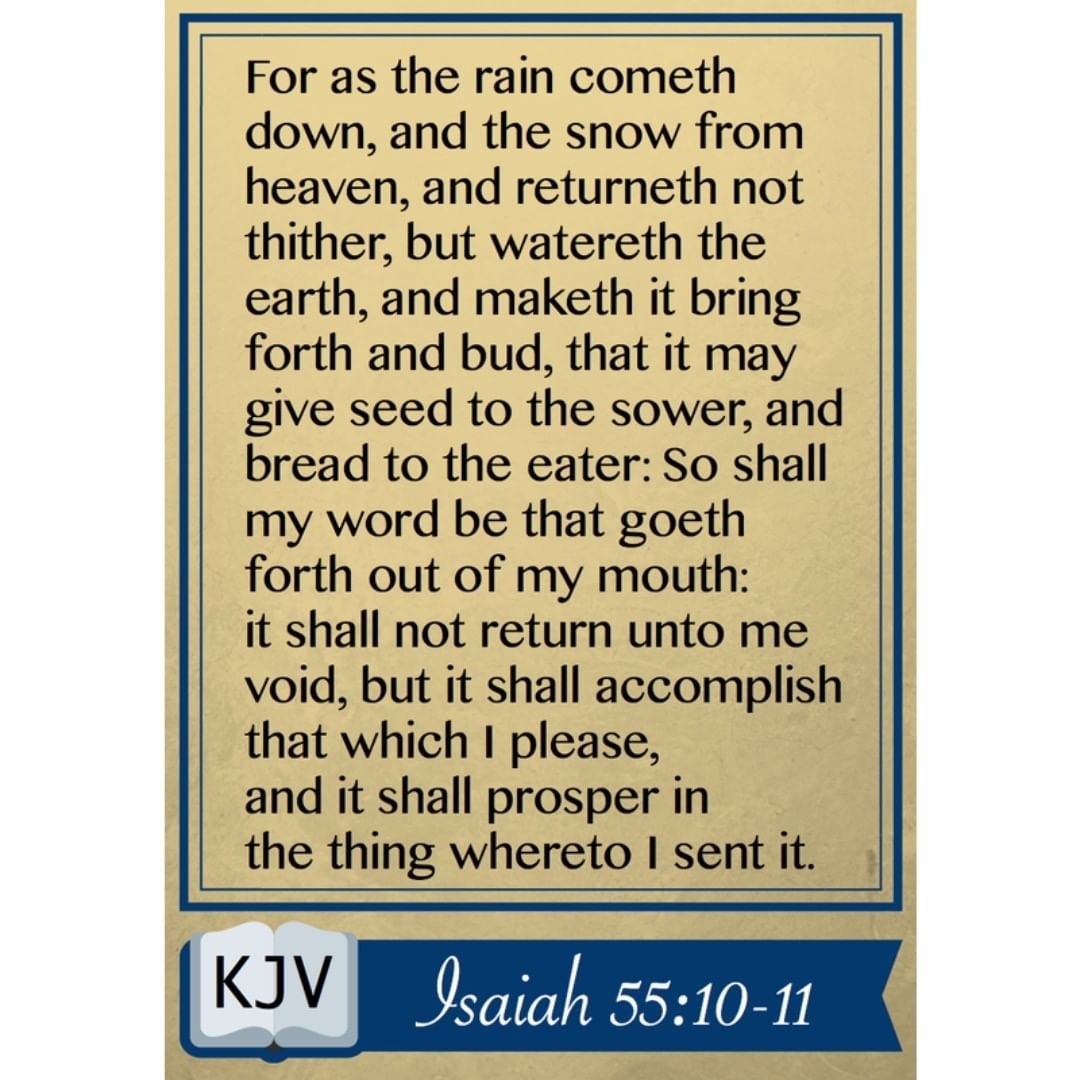 For as the rain cometh
down, and the snow from
heaven, and returneth not
thither, but watereth the
earth, and maketh it bring
forth and bud, that it may
give seed to the sower, and
bread to the eater: So shall
my word be that goeth
forth out of my mouth:
it shall not return unto me
void, but it shall accomplish
that which I please,
and it shall prosper in
the thing whereto I sent it.
KJV
Isaiah 55:10-11